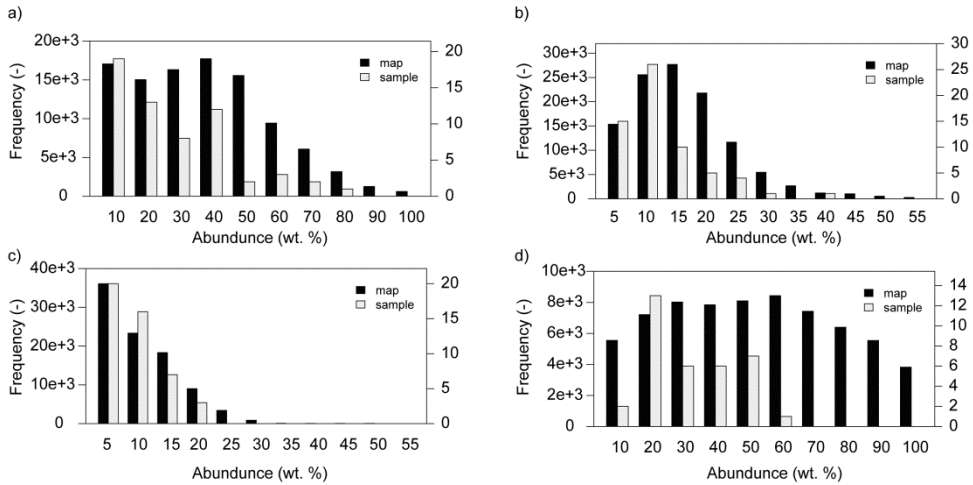 a)
20e+3
15e+3
10e+3
5e+3
0
Frequency (-)
map
sample
20
15
10
5
0
10 20 30 40 50 60 70 80 90 100
Abundunce (wt. %)
b)
30e+3
25e+3
20e+3
15e+3
10e+3
5e+3
0
Frequency (-)
map
sample
30
25
20
15
10
5
0
5 10 15 20 25 30 35 40 45 50 55
Abundunce (wt. %)
c)
40e+3
30e+3
20e+3
10e+3
0
Frequency (-)
map
sample
20
15
10
5
0
5 10 15 20 25 30 35 40 45 50 55
Abundunce (wt. %)
d)
10e+3
8e+3
6e+3
4e+3
2e+3
0
Frequency (-)
map
sample
14
12
10
8
6
4
2
0
10 20 30 40 50 60 70 80 90 100
Abundunce (wt. %)